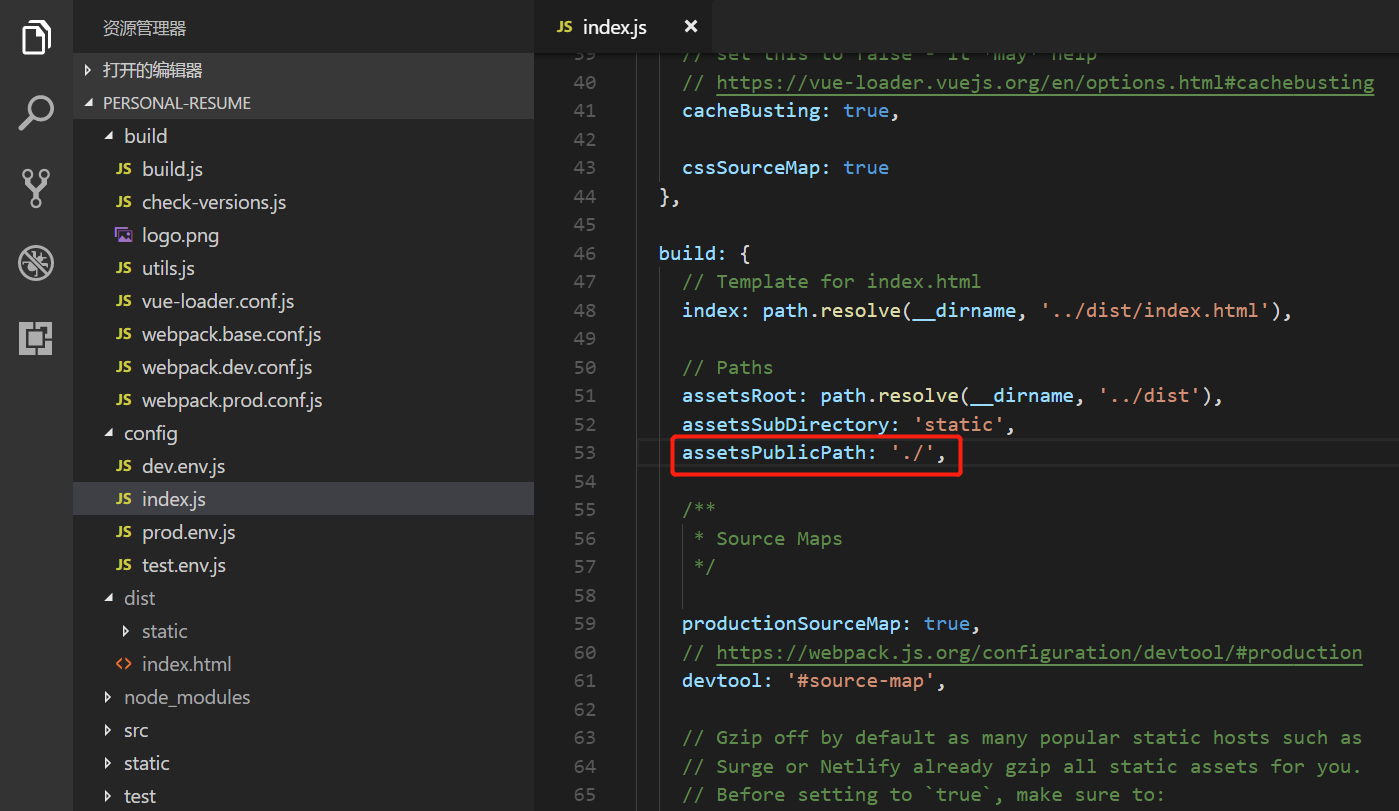 资源管理器
打开的编辑器
PERSONAL-RESUME
build
JS build.js
JS check-versions.js
logo.png
JS utils.js
JS vue-loader.conf.js
JS webpack.base.conf.js
JS webpack.dev.conf.js
JS webpack.prod.conf.js
config
JS dev.env.js
JS index.js
JS prod.env.js
JS test.env.js
dist
static
<> index.html
node_modules
src
static
test
JS index.js ×
39 // set this to false - it *may* help
40 // https://vue-loader.vuejs.org/en/options.html#cachebusting
41 cacheBusting: true,
42
43 cssSourceMap: true
44 },
45
46 build: {
47 // Template for index.html
48 index: path.resolve(__dirname, '../dist/index.html'),
49
50 // Paths
51 assetsRoot: path.resolve(__dirname, '../dist'),
52 assetsSubDirectory: 'static',
53 assetsPublicPath: './',
54
55 /**
56 * Source Maps
57 */
58
59 productionSourceMap: true,
60 // https://webpack.js.org/configuration/devtool/#production
61 devtool: '#source-map',
62
63 // Gzip off by default as many popular static hosts such as
64 // Surge or Netlify already gzip all static assets for you.
65 // Before setting to `true`, make sure to: